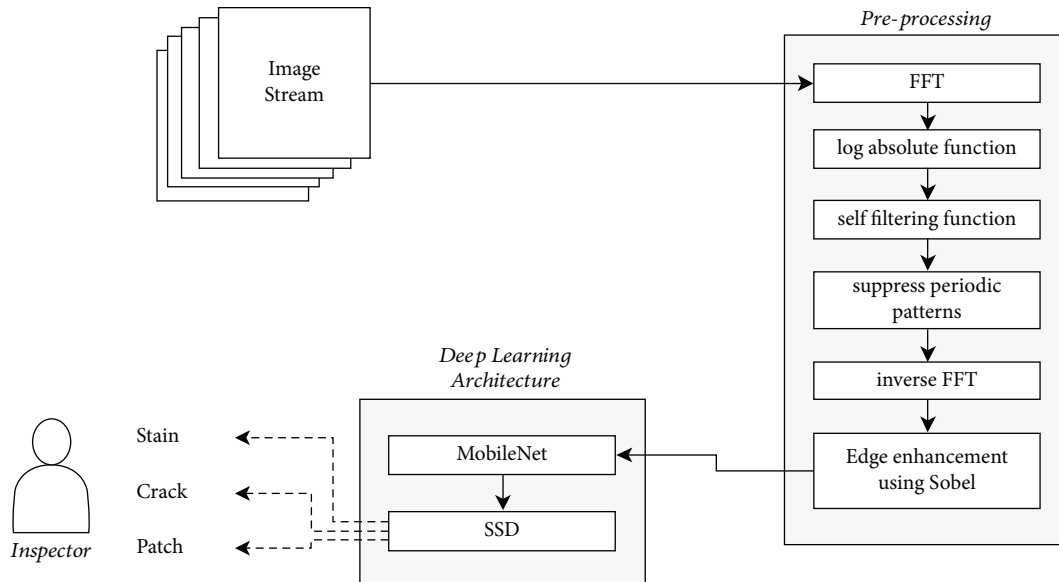 Image
Stream
Pre-processing
FFT
log absolute function
self filtering function
suppress periodic
patterns
inverse FFT
Edge enhancement
using Sobel
Deep Learning
Architecture
MobileNet
SSD
Stain
Crack
Patch
Inspector